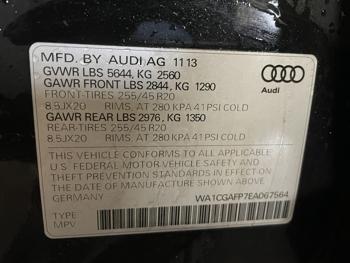 MFD. BY AUDI AG 11 13
GVWR LBS 5644, KG 2560
GAWR FRONT LBS 2844, KG 1290
FRONT-TIRES 255/45 R20
8.5JX20 RIMS, AT 280 KPA 41 PSI COLD
GAWR REAR LBS 2976, KG 1350
REAR-TIRES 255/45 R20
8.5JX20 RIMS, AT 280 KPA 41 PSI COLD
Audi
THIS VEHICLE CONFORMS TO ALL APPLICABLE
U.S. FEDERAL MOTOR VEHICLE SAFETY AND
THEFT PREVENTION STANDARDS IN EFFECT ON
THE DATE OF MANUFACTURE SHOWN ABOVE.
GERMANY
WA1CGAFP7EA067564
TYPE
MPV